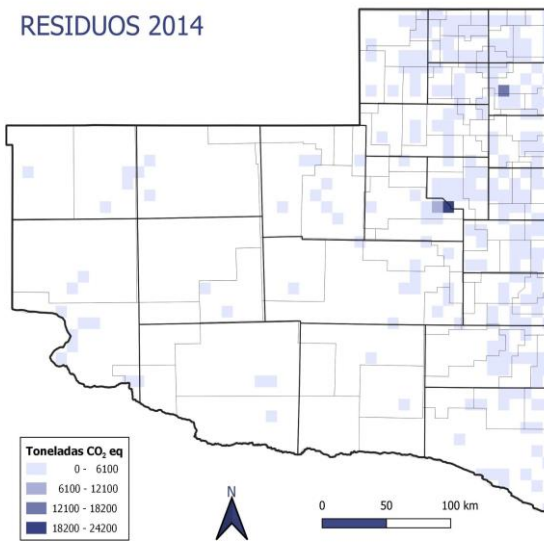 RESIDUOS 2014
Toneladas CO₂ eq
0 - 6100
6100 - 12100
12100 - 18200
18200 - 24200
N
0 50 100 km